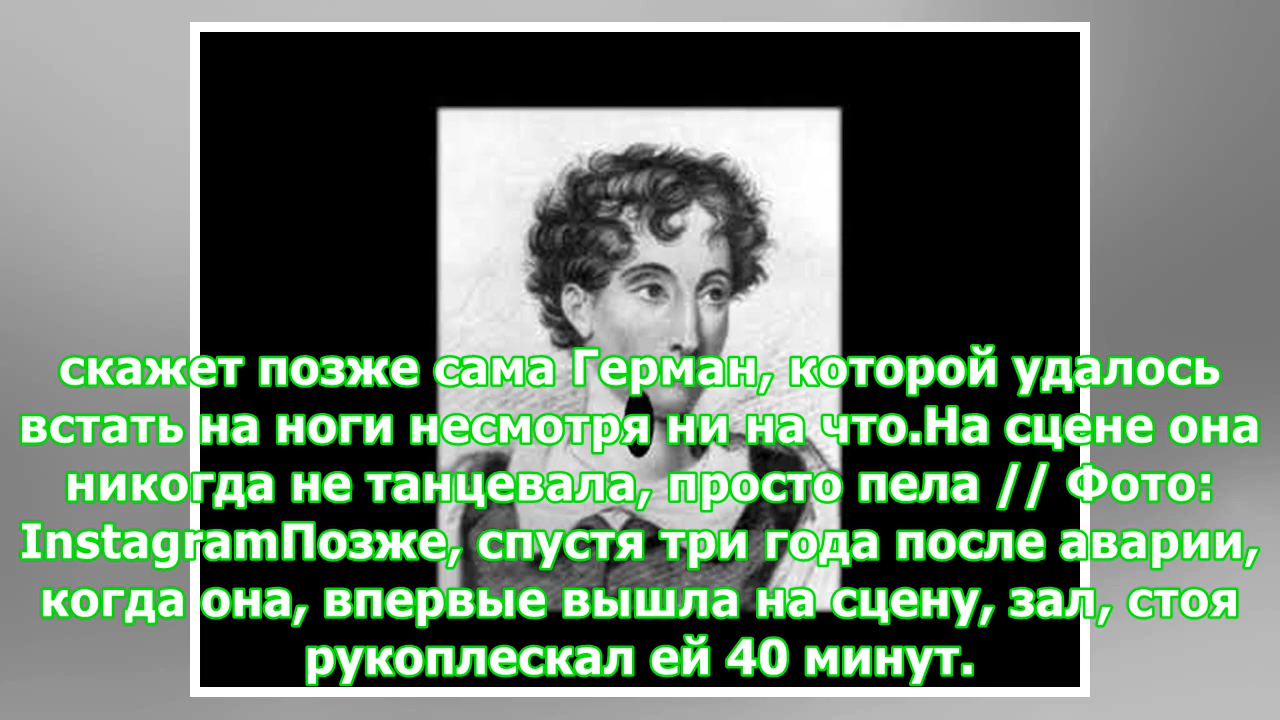 скажет позже сама Герман, которой удалось
встать на ноги несмотря ни на что.На сцене она
никогда не танцевала, просто пела // Фото:
InstagramПозже, спустя три года после аварии,
когда она, впервые вышла на сцену, зал, стоя
рукоплескал ей 40 минут.